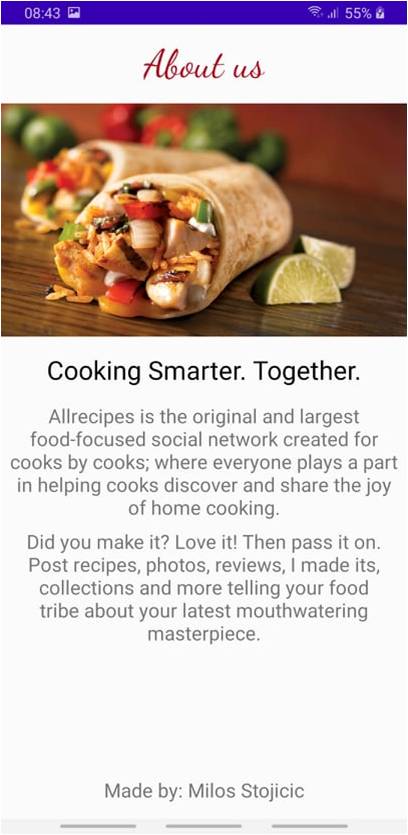 08:43 55%
About us
Cooking Smarter. Together.
Allrecipes is the original and largest
food-focused social network created for
cooks by cooks; where everyone plays a part
in helping cooks discover and share the joy
of home cooking.
Did you make it? Love it! Then pass it on.
Post recipes, photos, reviews, I made its,
collections and more telling your food
tribe about your latest mouthwatering
masterpiece.
Made by: Milos Stojicic